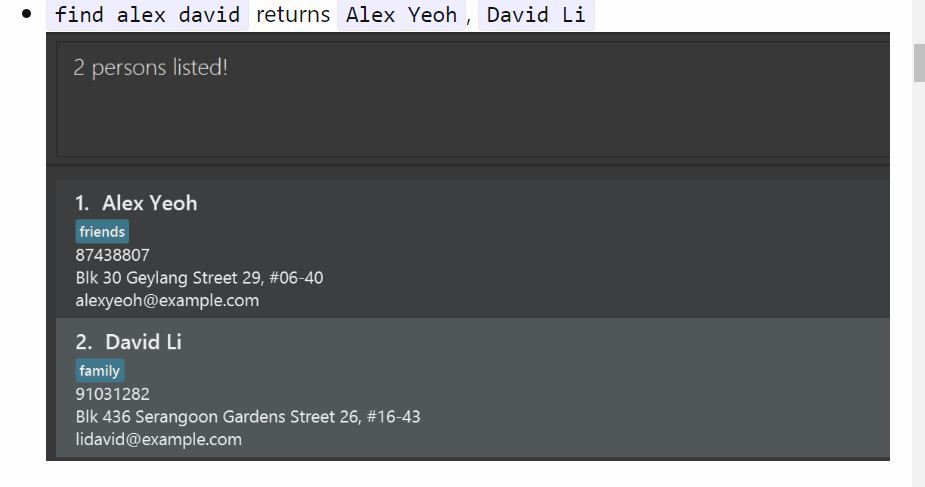 find alex david returns Alex Yeoh, David Li
2 persons listed!
1. Alex Yeoh
friends
87438807
Blk 30 Geylang Street 29, #06-40
alexyeoh@example.com
2. David Li
family
91031282
Blk 436 Serangoon Gardens Street 26, #16-43
lidavid@example.com